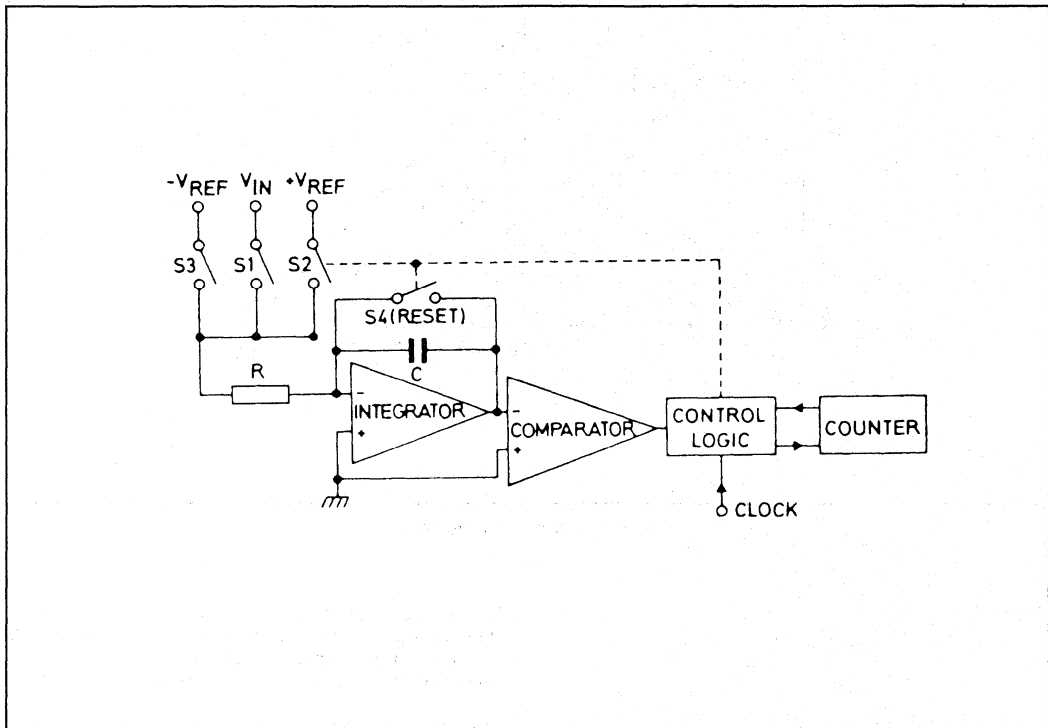 -VREF VIN +VREF
S3 S1 S2
S4(RESET)
R
C
-
+
INTEGRATOR
-
+
COMPARATOR
CONTROL
LOGIC
COUNTER
CLOCK